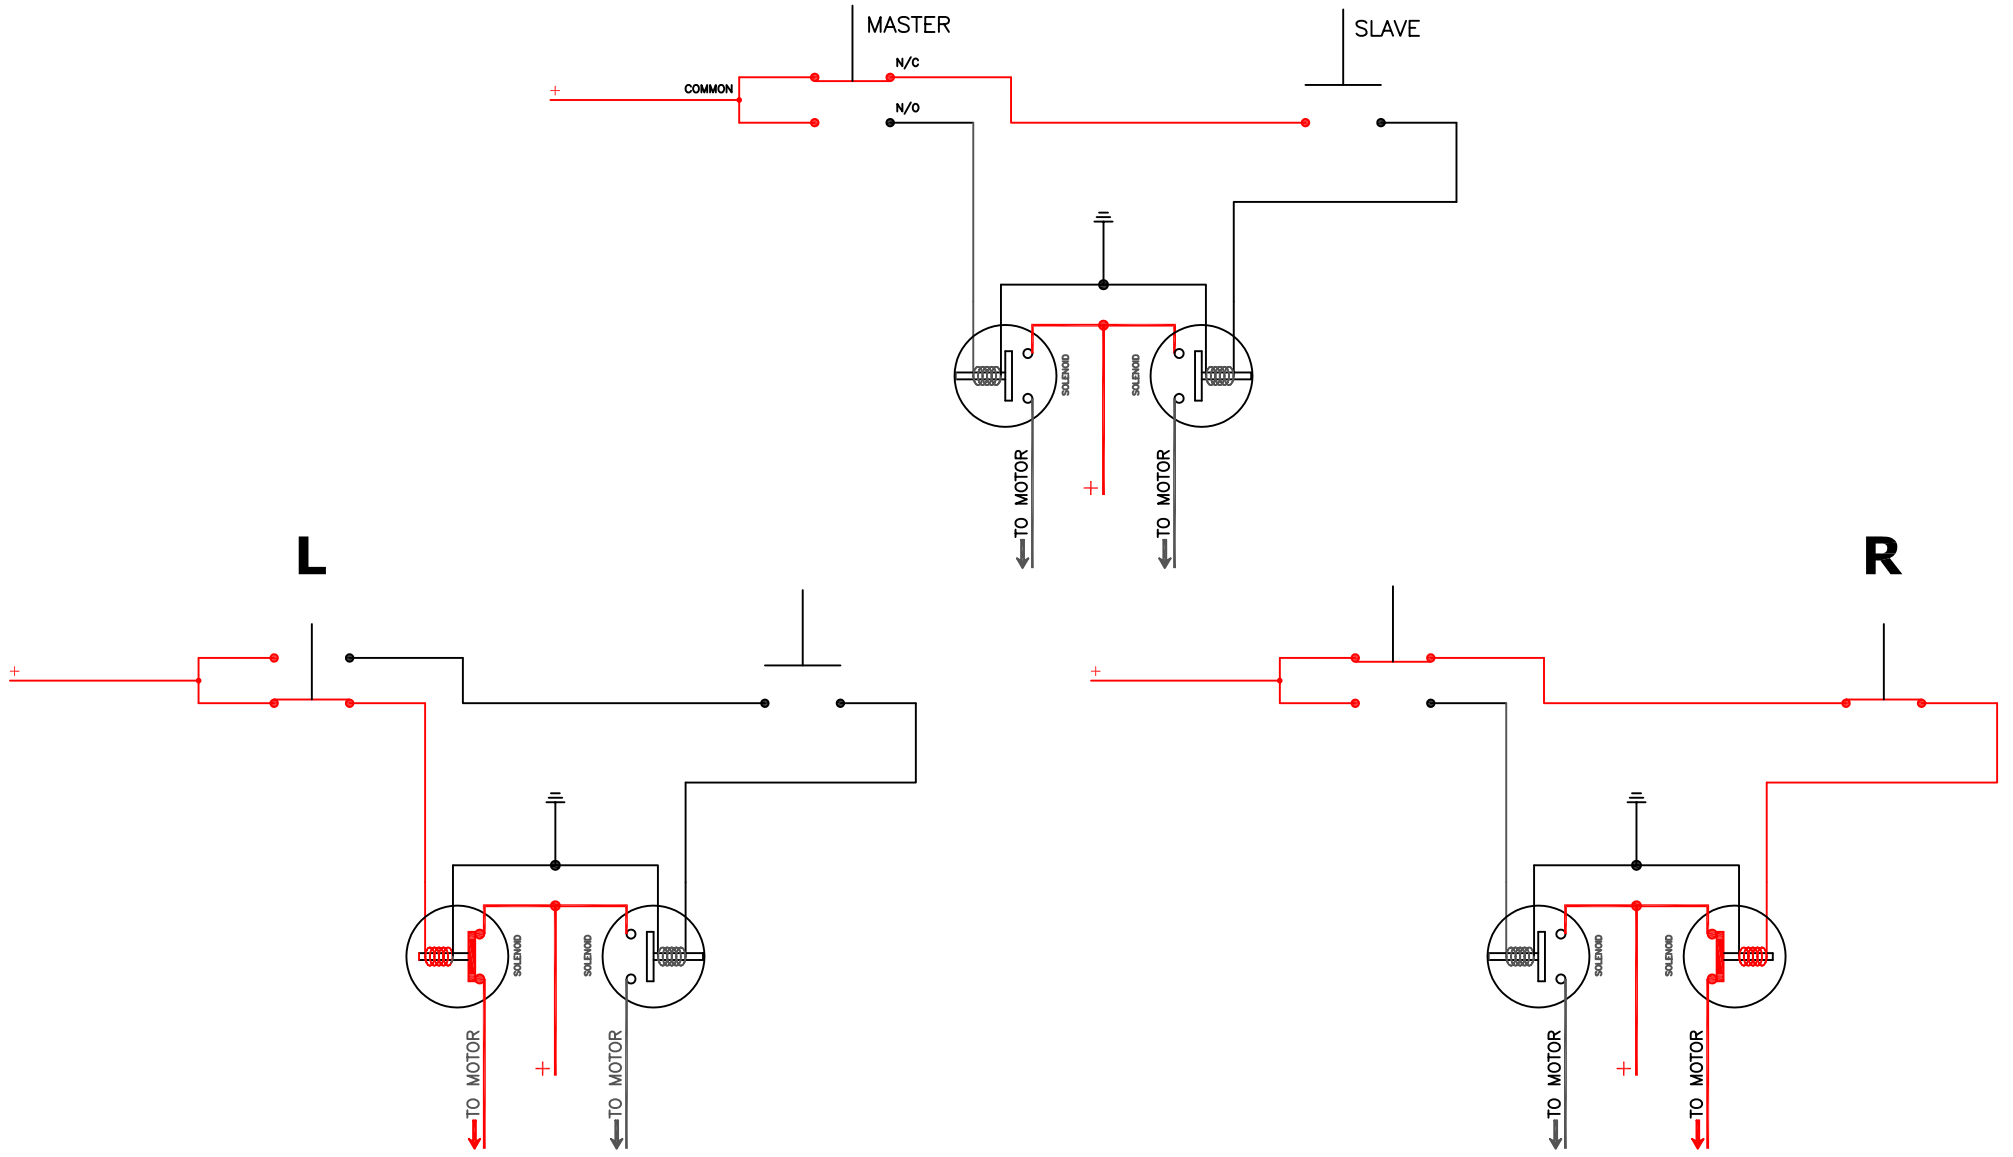 MASTER
SLAVE
N/C
+
COMMON
N/O
SOLENOID
SOLENOID
TO MOTOR
+
TO MOTOR
L
R
+
+
SOLENOID
SOLENOID
SOLENOID
SOLENOID
TO MOTOR
+
TO MOTOR
TO MOTOR
+
TO MOTOR